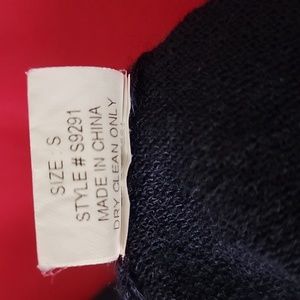 SIZE : S
STYLE # S9291
MADE IN CHINA
DRY CLEAN ONLY